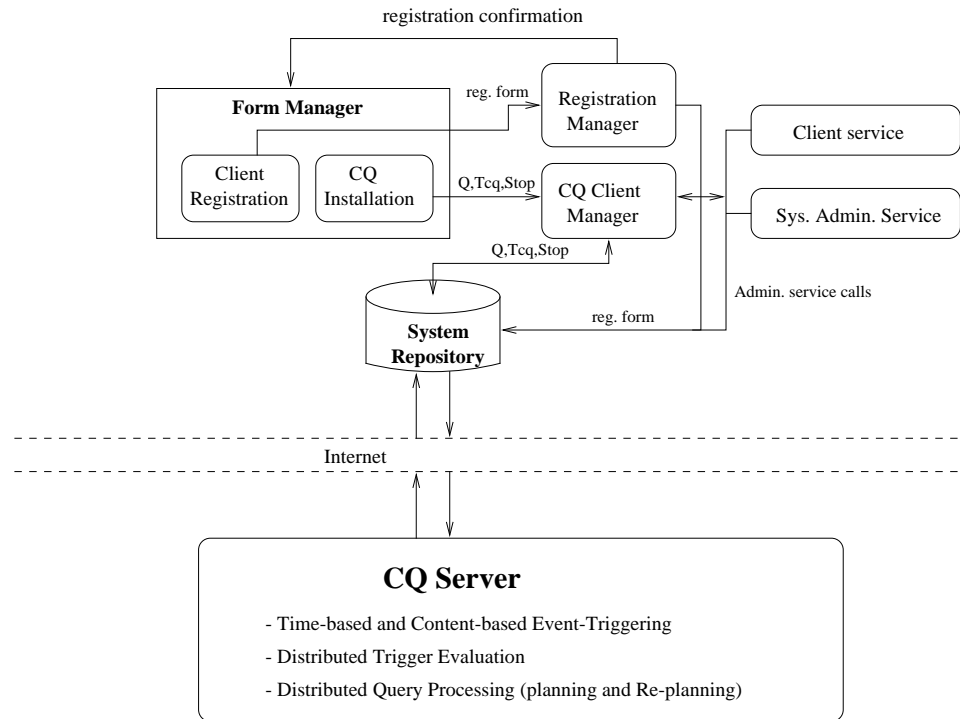 registration confirmation
reg. form
Registration
Manager
Form Manager
Client service
Client
Registration
CQ
Installation
Q,Tcq,Stop
CQ Client
Manager
Sys. Admin. Service
Q,Tcq,Stop
Admin. service calls
reg. form
System
Repository
Internet
CQ Server
- Time-based and Content-based Event-Triggering
- Distributed Trigger Evaluation
- Distributed Query Processing (planning and Re-planning)